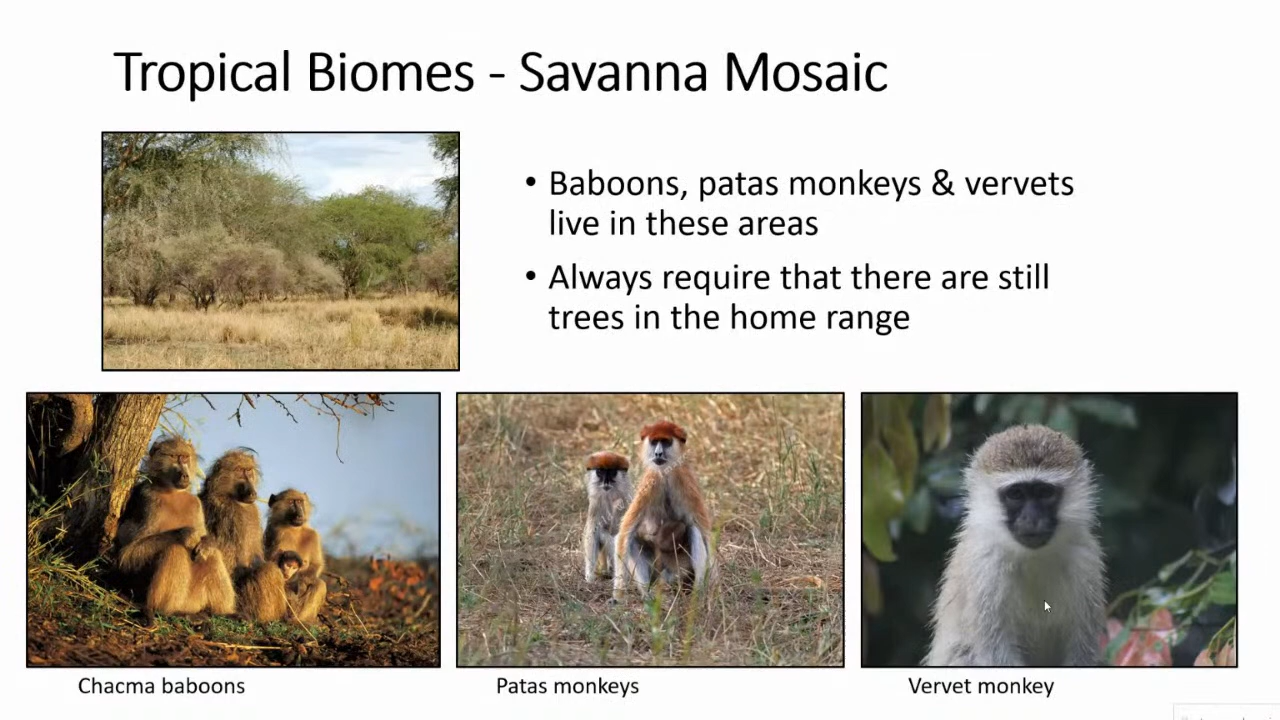 Tropical Biomes - Savanna Mosaic
• Baboons, patas monkeys & vervets
live in these areas
• Always require that there are still
trees in the home range
Chacma baboons
Patas monkeys
Vervet monkey